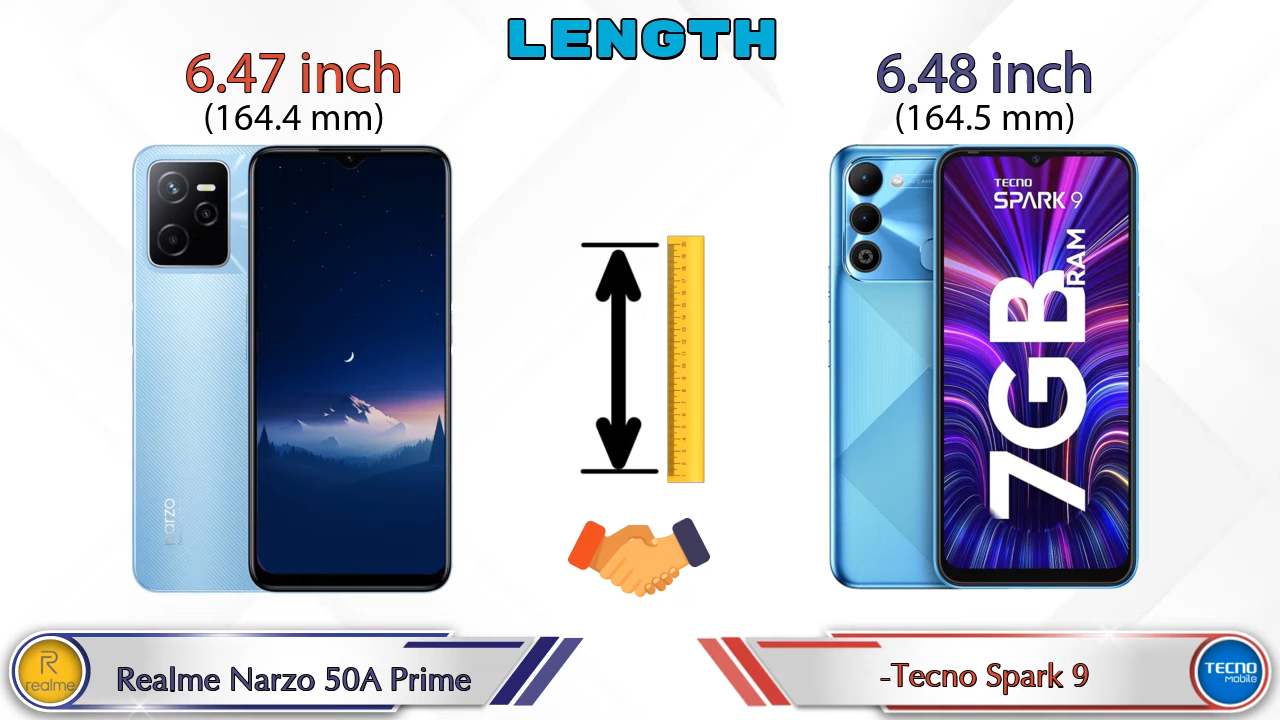 LENGTH
6.47 inch
(164.4 mm)
6.48 inch
(164.5 mm)
narzo
TECNO
SPARK 9
7GB
RAM
R
realme
Realme Narzo 50A Prime
-Tecno Spark 9
TECNO
Mobile